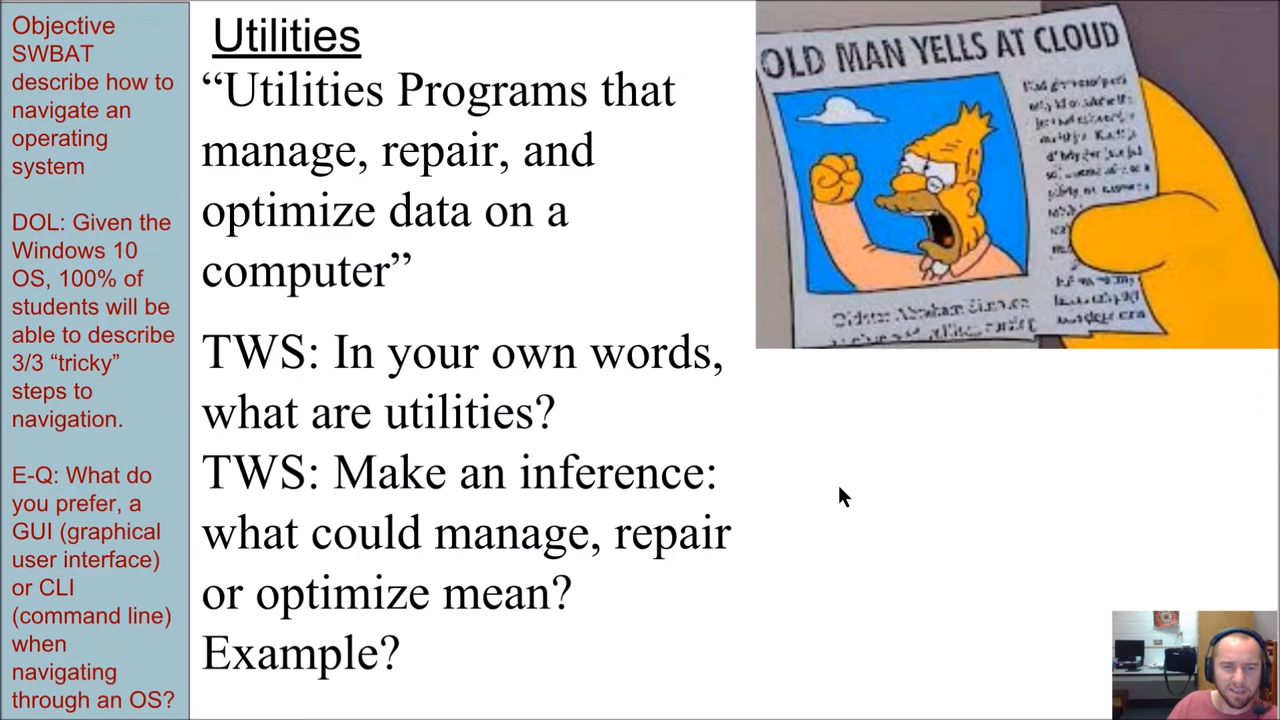 Objective
SWBAT
describe how to
navigate an
operating
system
DOL: Given the
Windows 10
OS, 100% of
students will be
able to describe
3/3 “tricky”
steps to
navigation.
E-Q: What do
you prefer, a
GUI (graphical
user interface)
or CLI
(command line)
when
navigating
through an OS?
Utilities
“Utilities Programs that
manage, repair, and
optimize data on a
computer”
TWS: In your own words,
what are utilities?
TWS: Make an inference:
what could manage, repair
or optimize mean?
Example?
OLD MAN YELLS AT CLOUD